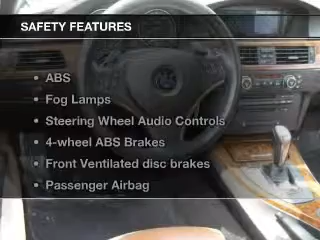 SAFETY FEATURES
• ABS
• Fog Lamps
• Steering Wheel Audio Controls
• 4-wheel ABS Brakes
• Front Ventilated disc brakes
• Passenger Airbag